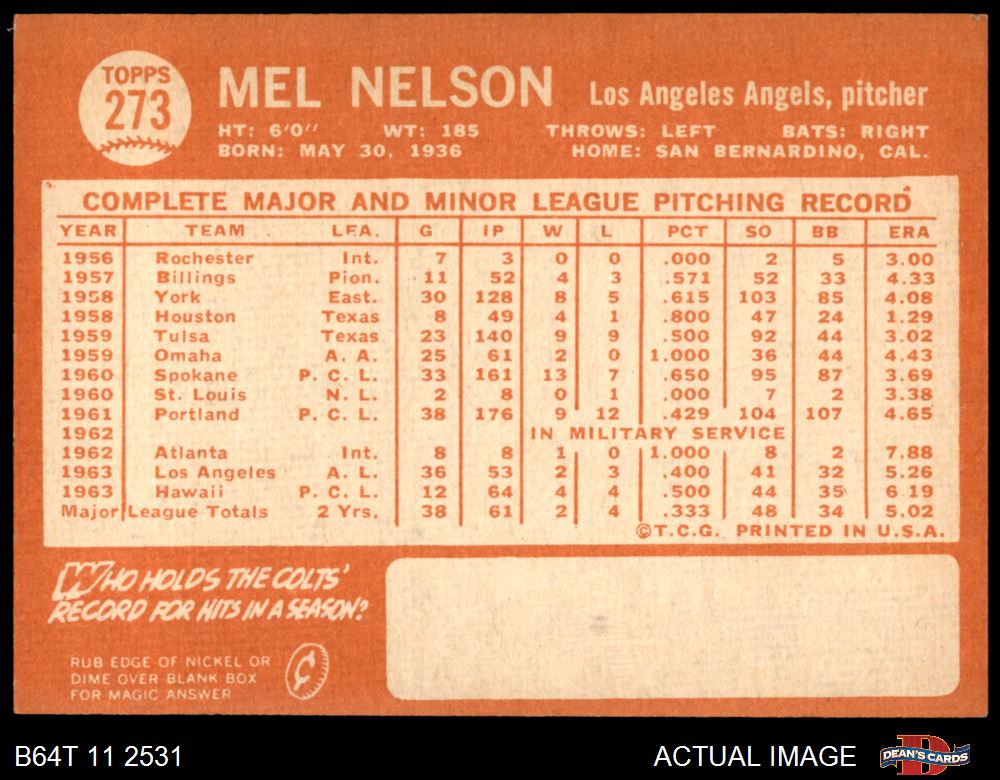 TOPPS
273
MEL NELSON Los Angeles Angels, pitcher
HT: 6'0" WT: 185 THROWS: LEFT BATS: RIGHT
BORN: MAY 30, 1936 HOME: SAN BERNARDINO, CAL.
COMPLETE MAJOR AND MINOR LEAGUE PITCHING RECORD
YEAR TEAM LEA. G IP W L PCT SO BB ERA
1956 Rochester Int. 7 3 0 0 .000 2 5 3.00
1957 Billings Pion. 11 52 4 3 .571 52 33 4.33
1958 York East. 30 128 8 5 .615 103 85 4.08
1958 Houston Texas 8 49 4 1 .800 47 24 1.29
1959 Tulsa Texas 23 140 9 9 .500 92 44 3.02
1959 Omaha A. A. 25 61 2 0 1.000 36 44 4.43
1960 Spokane P. C. L. 33 161 13 7 .650 95 87 3.69
1960 St. Louis N. L. 2 8 0 1 .000 7 2 3.38
1961 Portland P. C. L. 38 176 9 12 .429 104 107 4.65
1962 IN MILITARY SERVICE
1962 Atlanta Int. 8 8 1 0 1.000 8 2 7.88
1963 Los Angeles A. L. 36 53 2 3 .400 41 32 5.26
1963 Hawaii P. C. L. 12 64 4 4 .500 44 35 6 19
Major League Totals 2 Yrs. 38 61 2 4 .333 48 34 5.02
©T.C.G. PRINTED IN U.S.A.
WHO HOLDS THE COLTS'
RECORD FOR HITS IN A SEASON?
RUB EDGE OF NICKEL OR
DIME OVER BLANK BOX
FOR MAGIC ANSWER
¢
B64T 11 2531 ACTUAL IMAGE DEAN'S CARDS